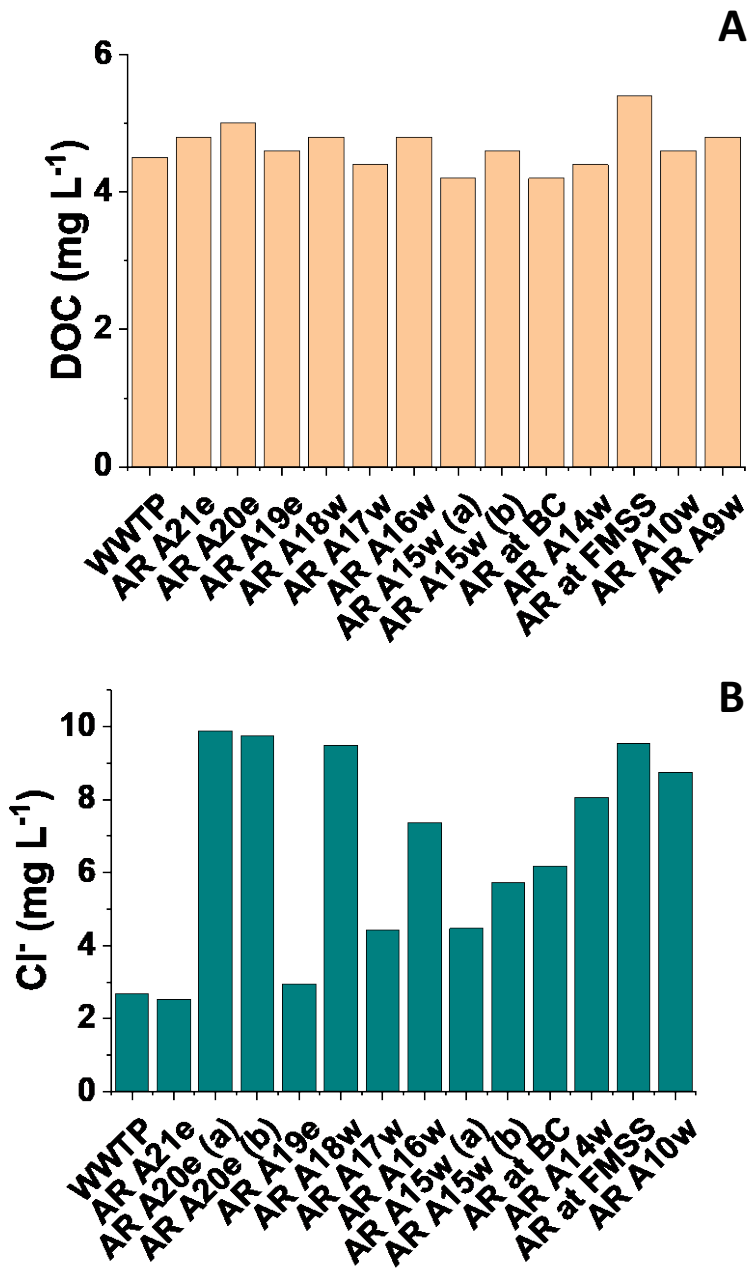 A
DOC (mg L-1)
6
4
2
0
WWTP
AR A21e
AR A20e
AR A19e
AR A18w
AR A17w
AR A16w
AR A15w (a)
AR A15w (b)
AR at BC
AR A14w
AR at FMSS
AR A10w
AR A9w
B
Cl- (mg L-1)
10
8
6
4
2
0
WWTP
AR A21e
AR A20e (a)
AR A20e (b)
AR A19e
AR A18w
AR A17w
AR A16w
AR A15w (a)
AR A15w (b)
AR at BC
AR A14w
AR at FMSS
AR A10w